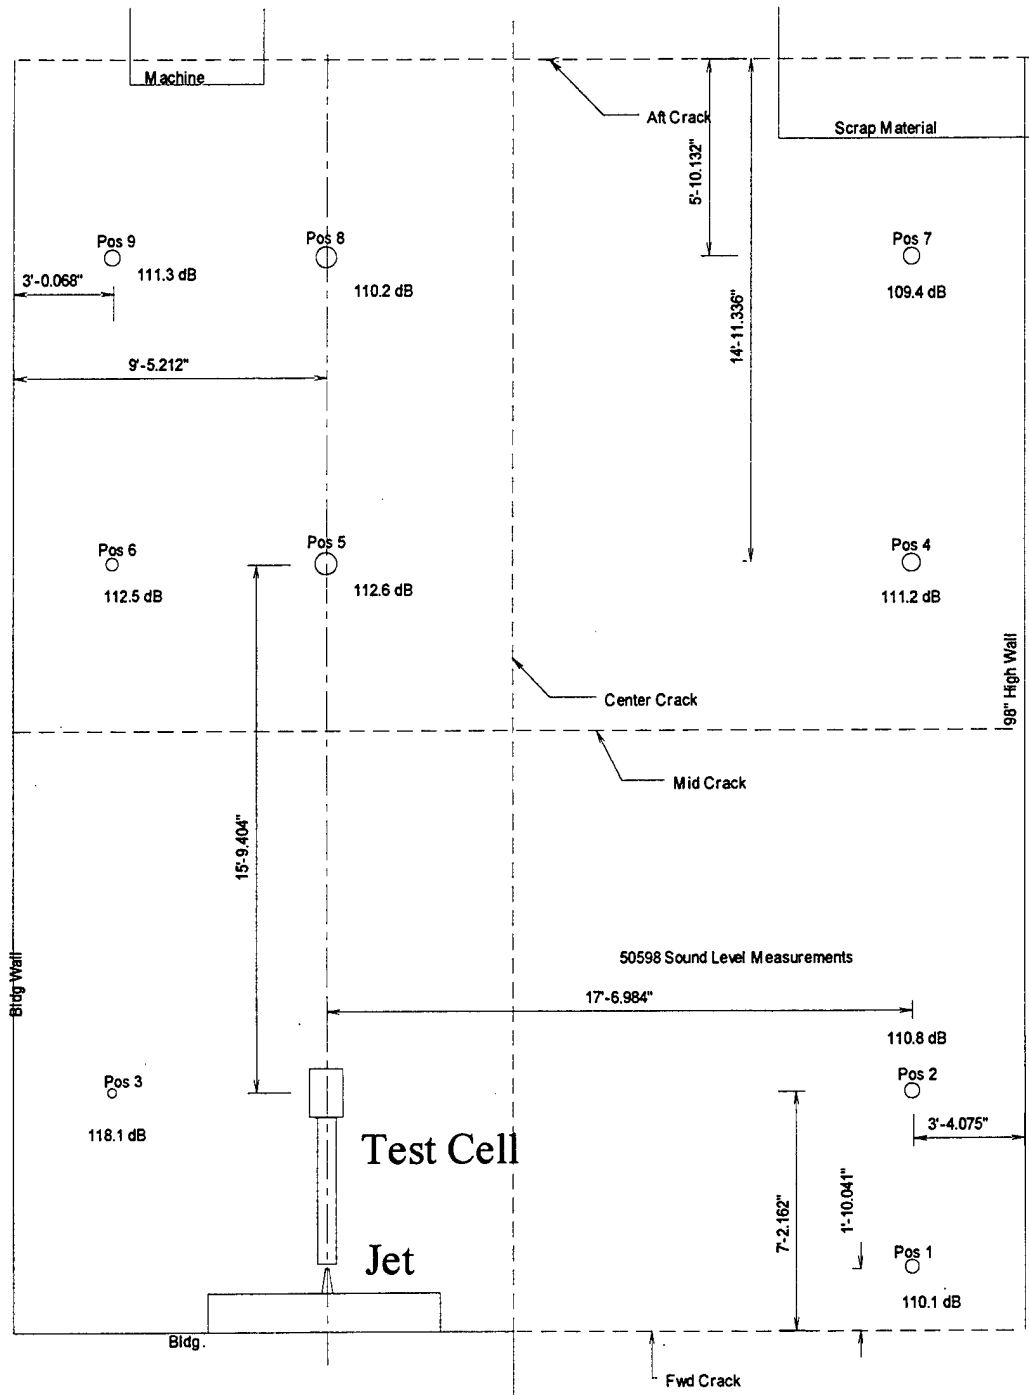 Machine
Aft Crack
Scrap Material
5'-10.132"
Pos 9
Pos 8
Pos 7
111.3 dB
3'-0.068"
110.2 dB
109.4 dB
14'-11.336"
9'-5.212"
Pos 6
Pos 5
Pos 4
112.5 dB
112.6 dB
111.2 dB
98" High Wall
Center Crack
Mid Crack
15'-9.404"
Bldg Wall
50598 Sound Level Measurements
17'-6.984"
110.8 dB
Pos 3
Pos 2
118.1 dB
3'-4.075"
Test Cell
7'-2.162"
1'-10.041"
Jet
Pos 1
110.1 dB
Bldg.
Fwd Crack